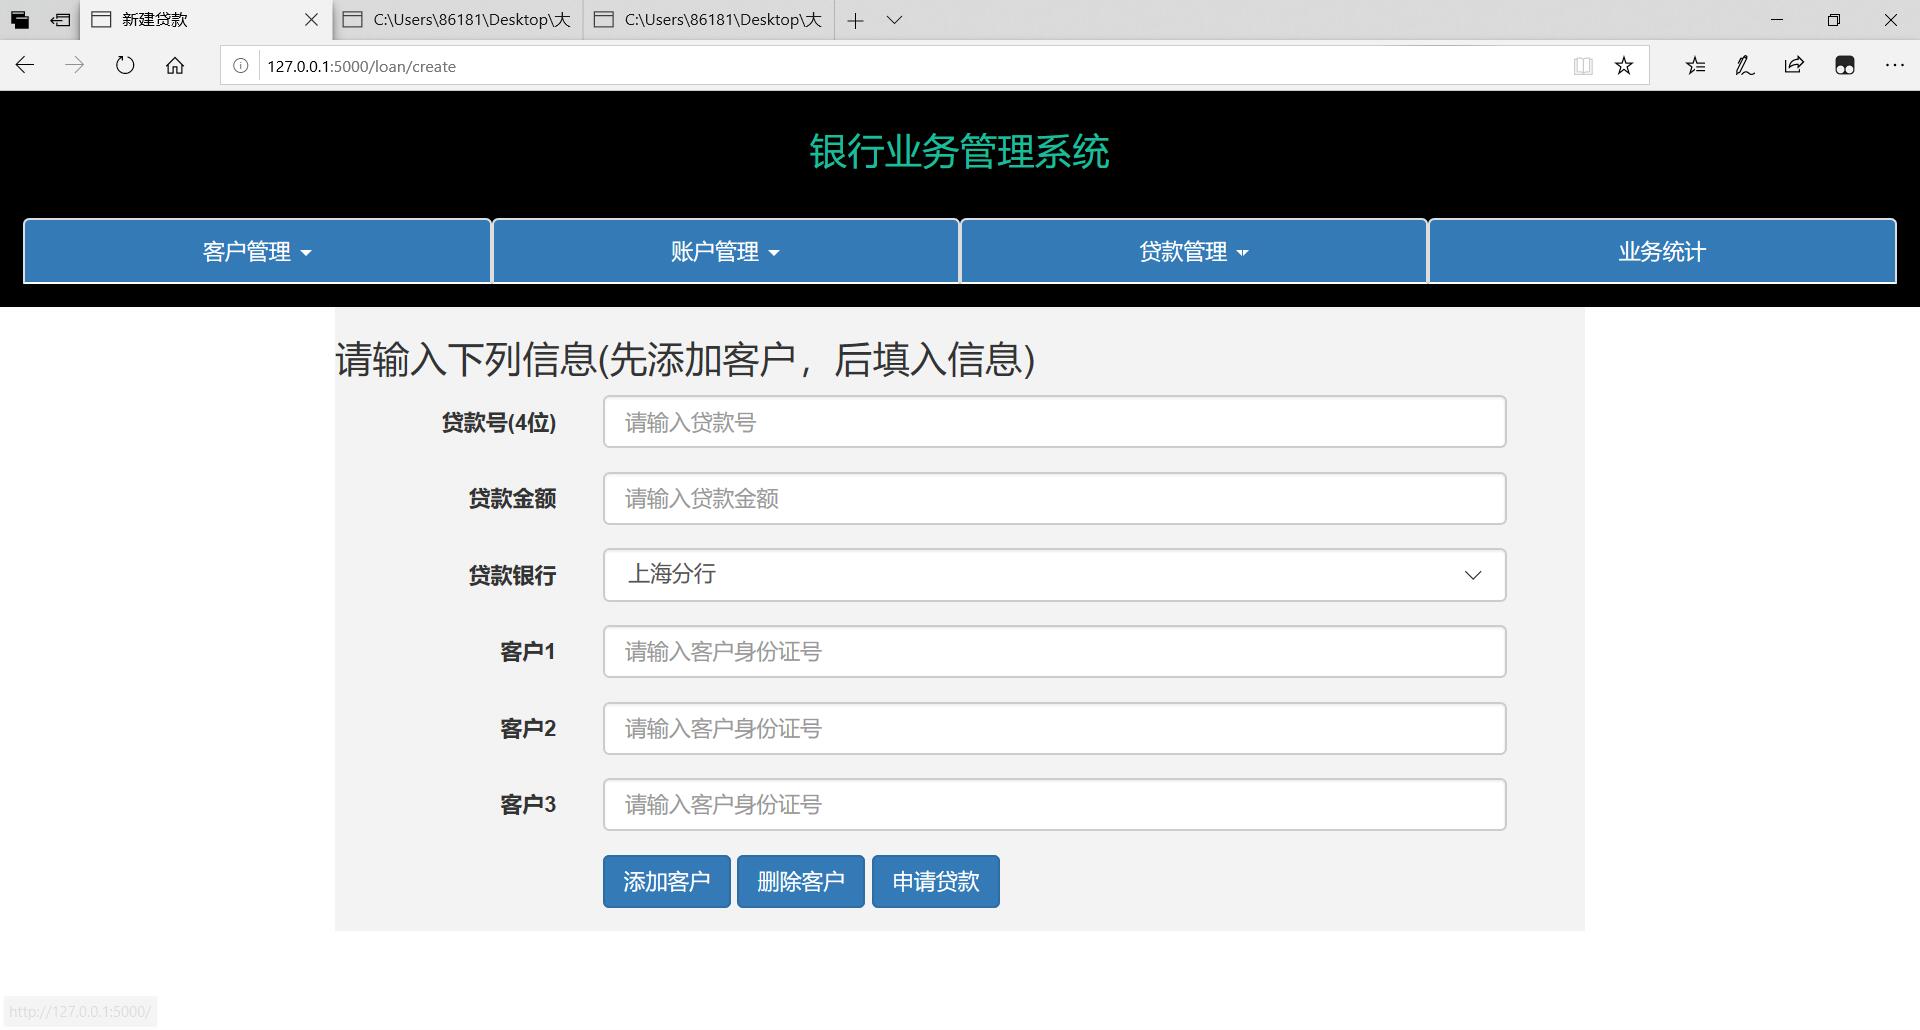 新建贷款
C:\Users\86181\Desktop\大
C:\Users\86181\Desktop\大
127.0.0.1:5000/loan/create
银行业务管理系统
客户管理
账户管理
贷款管理
业务统计
请输入下列信息(先添加客户，后填入信息)
贷款号(4位)
请输入贷款号
贷款金额
请输入贷款金额
贷款银行
上海分行
客户1
请输入客户身份证号
客户2
请输入客户身份证号
客户3
请输入客户身份证号
添加客户
删除客户
申请贷款
http://127.0.0.1:5000/